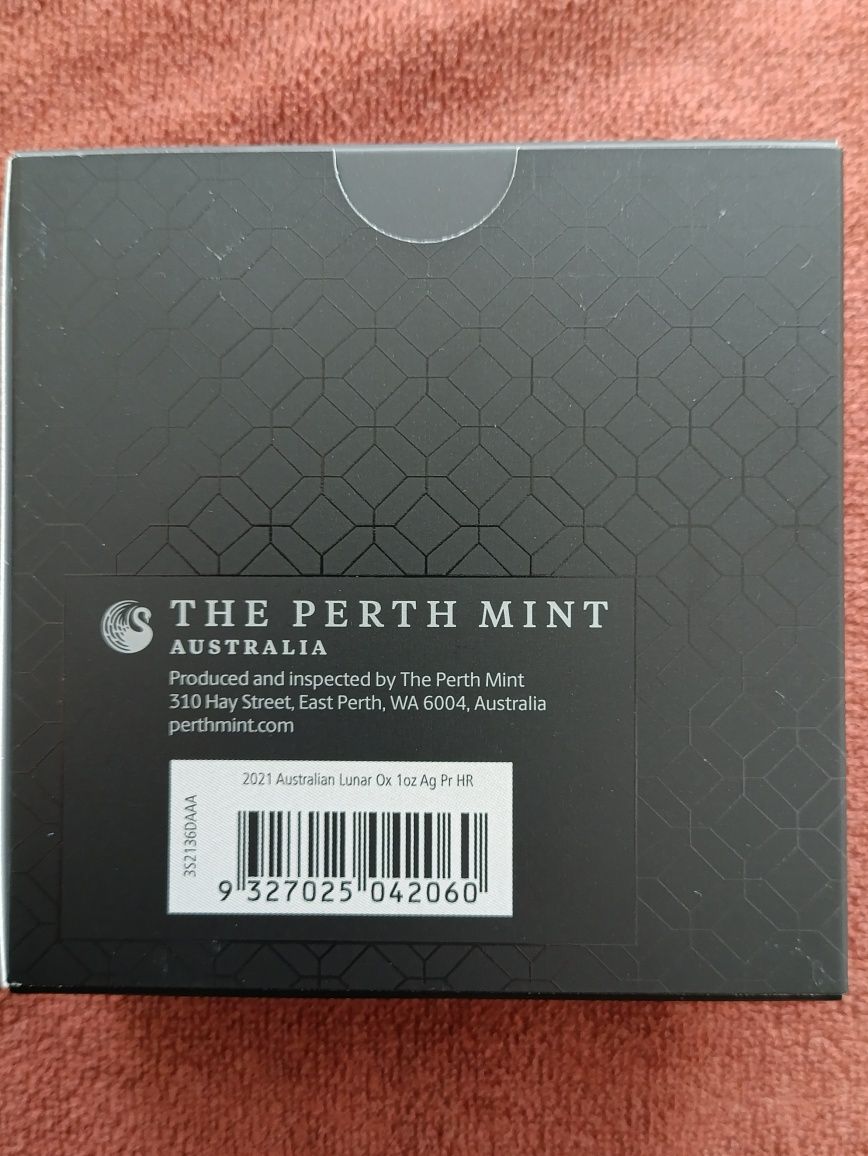 THE PERTH MINT
AUSTRALIA
Produced and inspected by The Perth Mint
310 Hay Street, East Perth, WA 6004, Australia
perthmint.com
2021 Australian Lunar Ox 1oz Ag Pr HR
3S2136DAAA
9 327025 042060